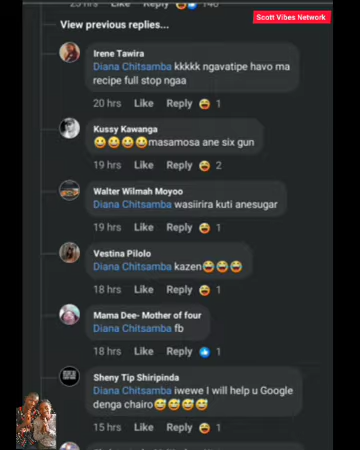 Scott Vibes Network
Like Reply 146
View previous replies...
Irene Tawira
Diana Chitsamba kkkkk ngavatipe havo ma
recipe full stop ngaa
20 hrs Like Reply 1
Kussy Kawanga
😂😂😂😂masamosa ane six gun
19 hrs Like Reply 2
Walter Wilmah Moyoo
Diana Chitsamba wasiirira kuti anesugar
19 hrs Like Reply 1
Vestina Pilolo
Diana Chitsamba kazen😂😂😂
18 hrs Like Reply 1
Mama Dee- Mother of four
Diana Chitsamba fb
18 hrs Like Reply 1
Sheny Tip Shiripinda
Diana Chitsamba iwewe I will help u Google
denga chairo😅😅😅😅
15 hrs Like Reply 1